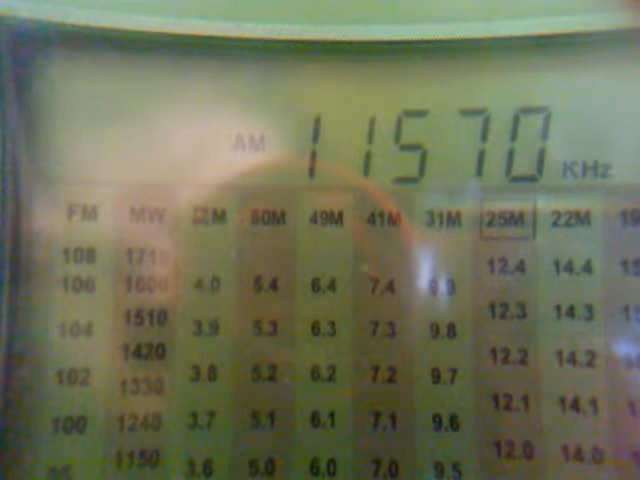 AM 11570 KHz
FM MW 60M 49M 41M 31M 25M 22M 19
108 12.4 14.4
106 1600 4.0 5.4 6.4 7.4
1510 12.3 14.3
104 3.9 5.3 6.3 7.3 9.8
1420 12.2 14.2
102 3.8 5.2 6.2 7.2 9.7
1330 12.1 14.1
100 1240 3.7 5.1 6.1 7.1 9.6
1150 12.0 14.0
3.6 5.0 6.0 7.0 9.5